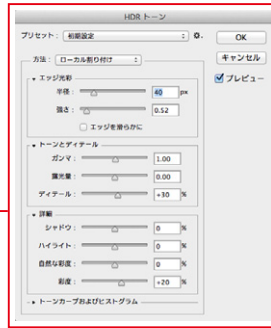 HDR トーン
プリセット： 初期設定
OK
キャンセル
プレビュー
方法： ローカル割り付け
エッジ光彩
半径： 40 px
強さ： 0.52
エッジを滑らかに
トーンとディテール
ガンマ： 1.00
露光量： 0.00
ディテール： +30 %
詳細
シャドウ： 0 %
ハイライト： 0 %
自然な彩度： 0 %
彩度： +20 %
トーンカーブおよびヒストグラム